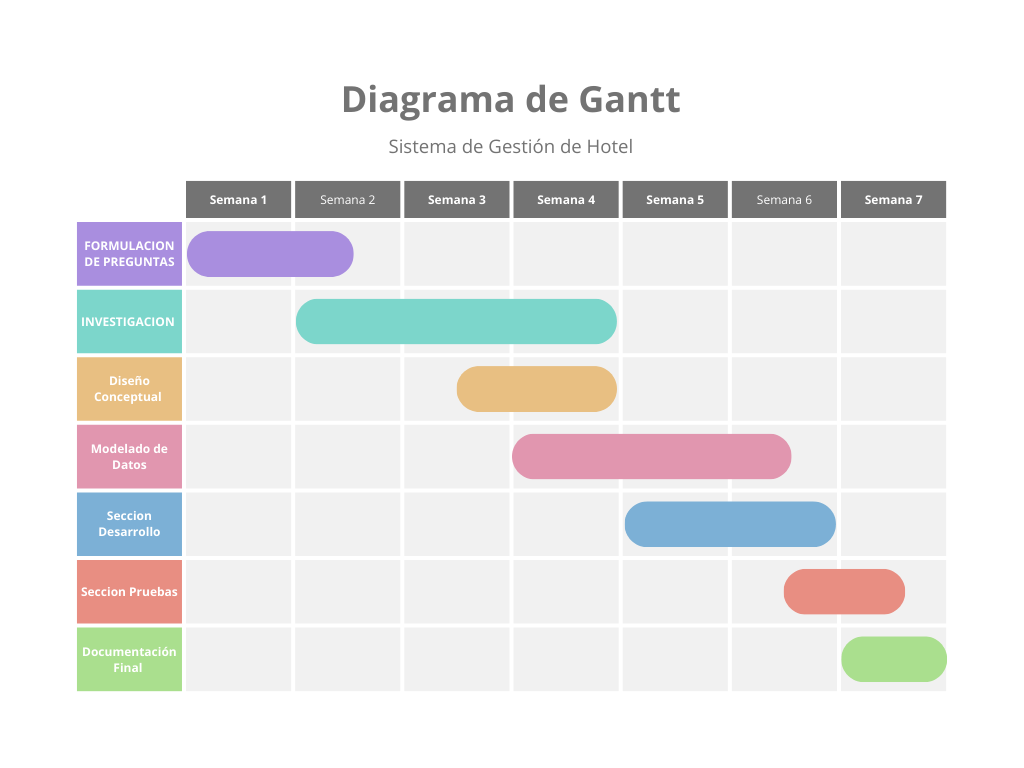 Diagrama de Gantt
Sistema de Gestión de Hotel
Semana 1 Semana 2 Semana 3 Semana 4 Semana 5 Semana 6 Semana 7
FORMULACION
DE PREGUNTAS
INVESTIGACION
Diseño
Conceptual
Modelado de
Datos
Seccion
Desarrollo
Seccion Pruebas
Documentación
Final